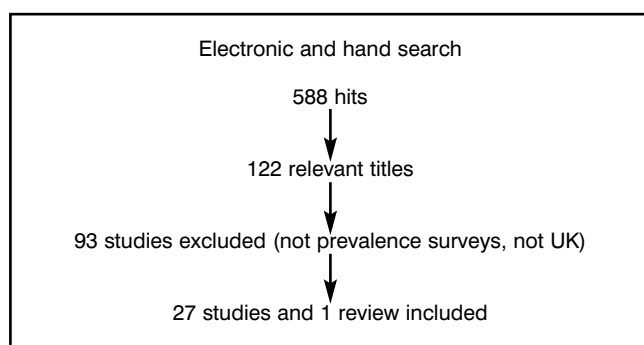 Electronic and hand search
588 hits
122 relevant titles
93 studies excluded (not prevalence surveys, not UK)
27 studies and 1 review included